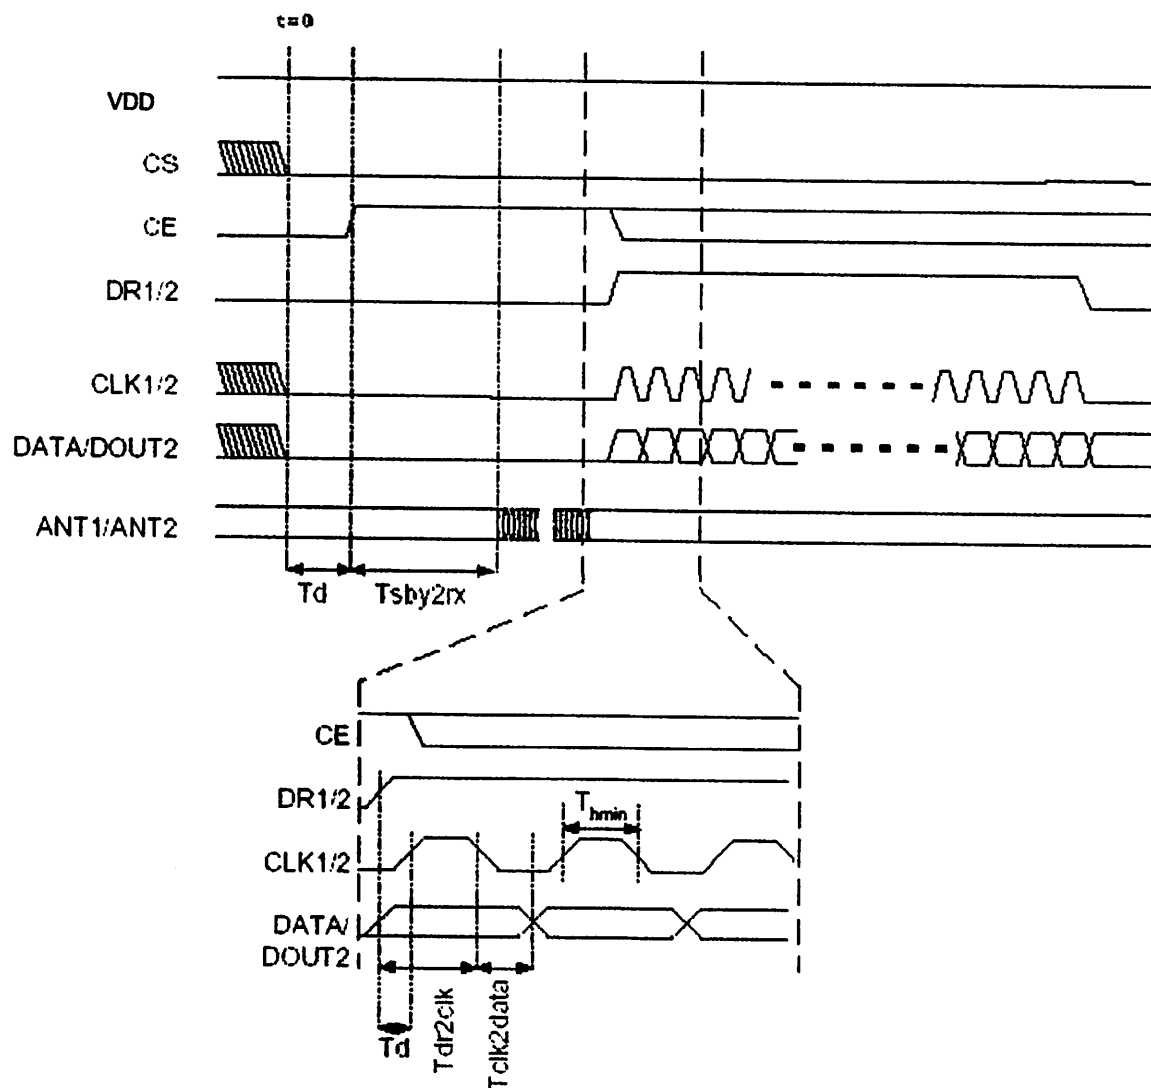 t=0
VDD
CS
CE
DR1/2
CLK1/2
DATA/DOUT2
ANT1/ANT2
Td
Tsby2rx
CE
DR1/2
Thmin
CLK1/2
DATA/
DOUT2
Td
Tdr2clk
Tclk2data